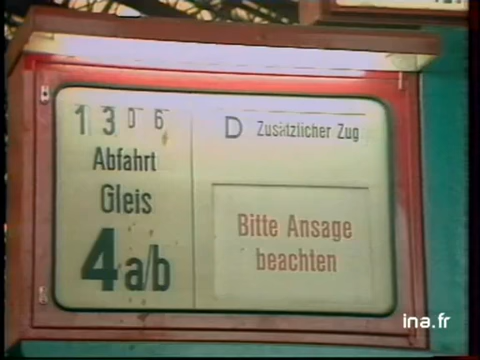 13 06
D Zusätzlicher Zug
Abfahrt
Gleis
4a/b
Bitte Ansage
beachten
ina.fr